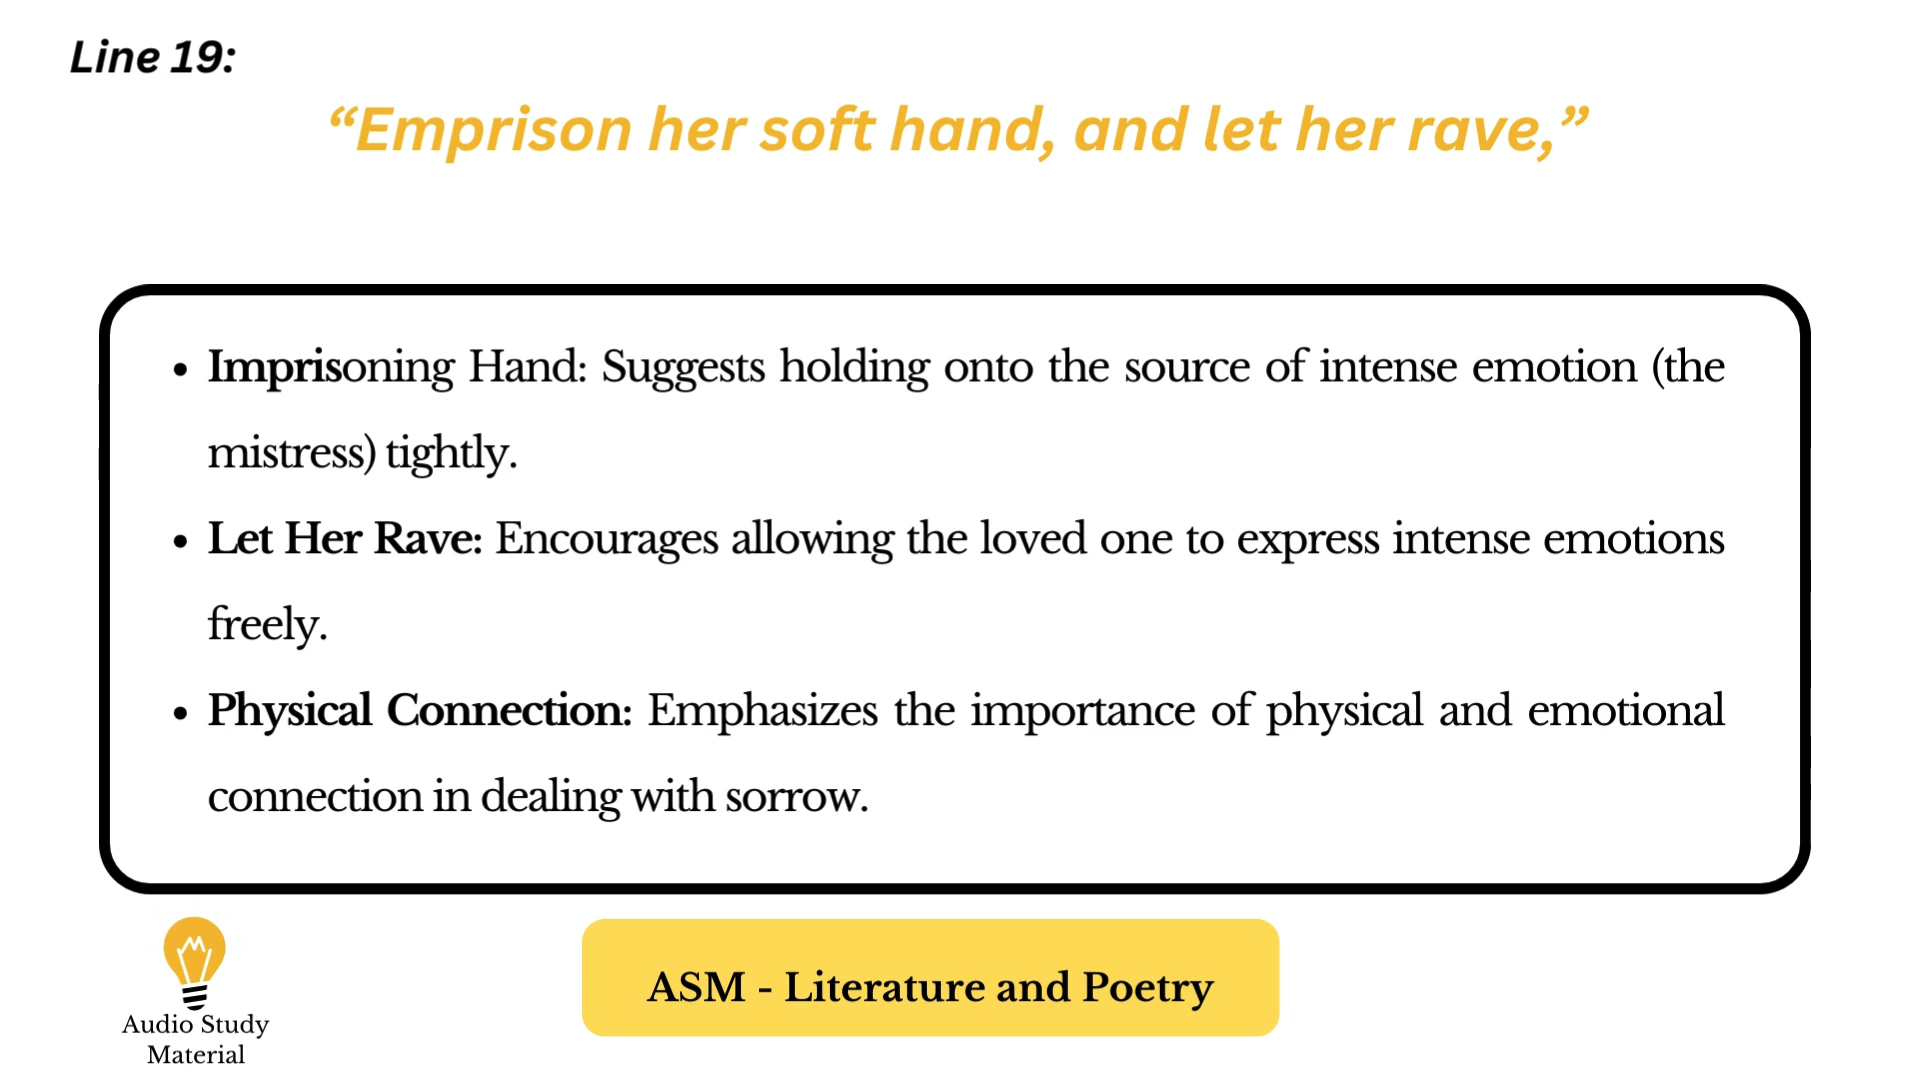 Line 19:
“Emprison her soft hand, and let her rave,”
• Imprisoning Hand: Suggests holding onto the source of intense emotion (the
mistress) tightly.
• Let Her Rave: Encourages allowing the loved one to express intense emotions
freely.
• Physical Connection: Emphasizes the importance of physical and emotional
connection in dealing with sorrow.
Audio Study
Material
ASM - Literature and Poetry